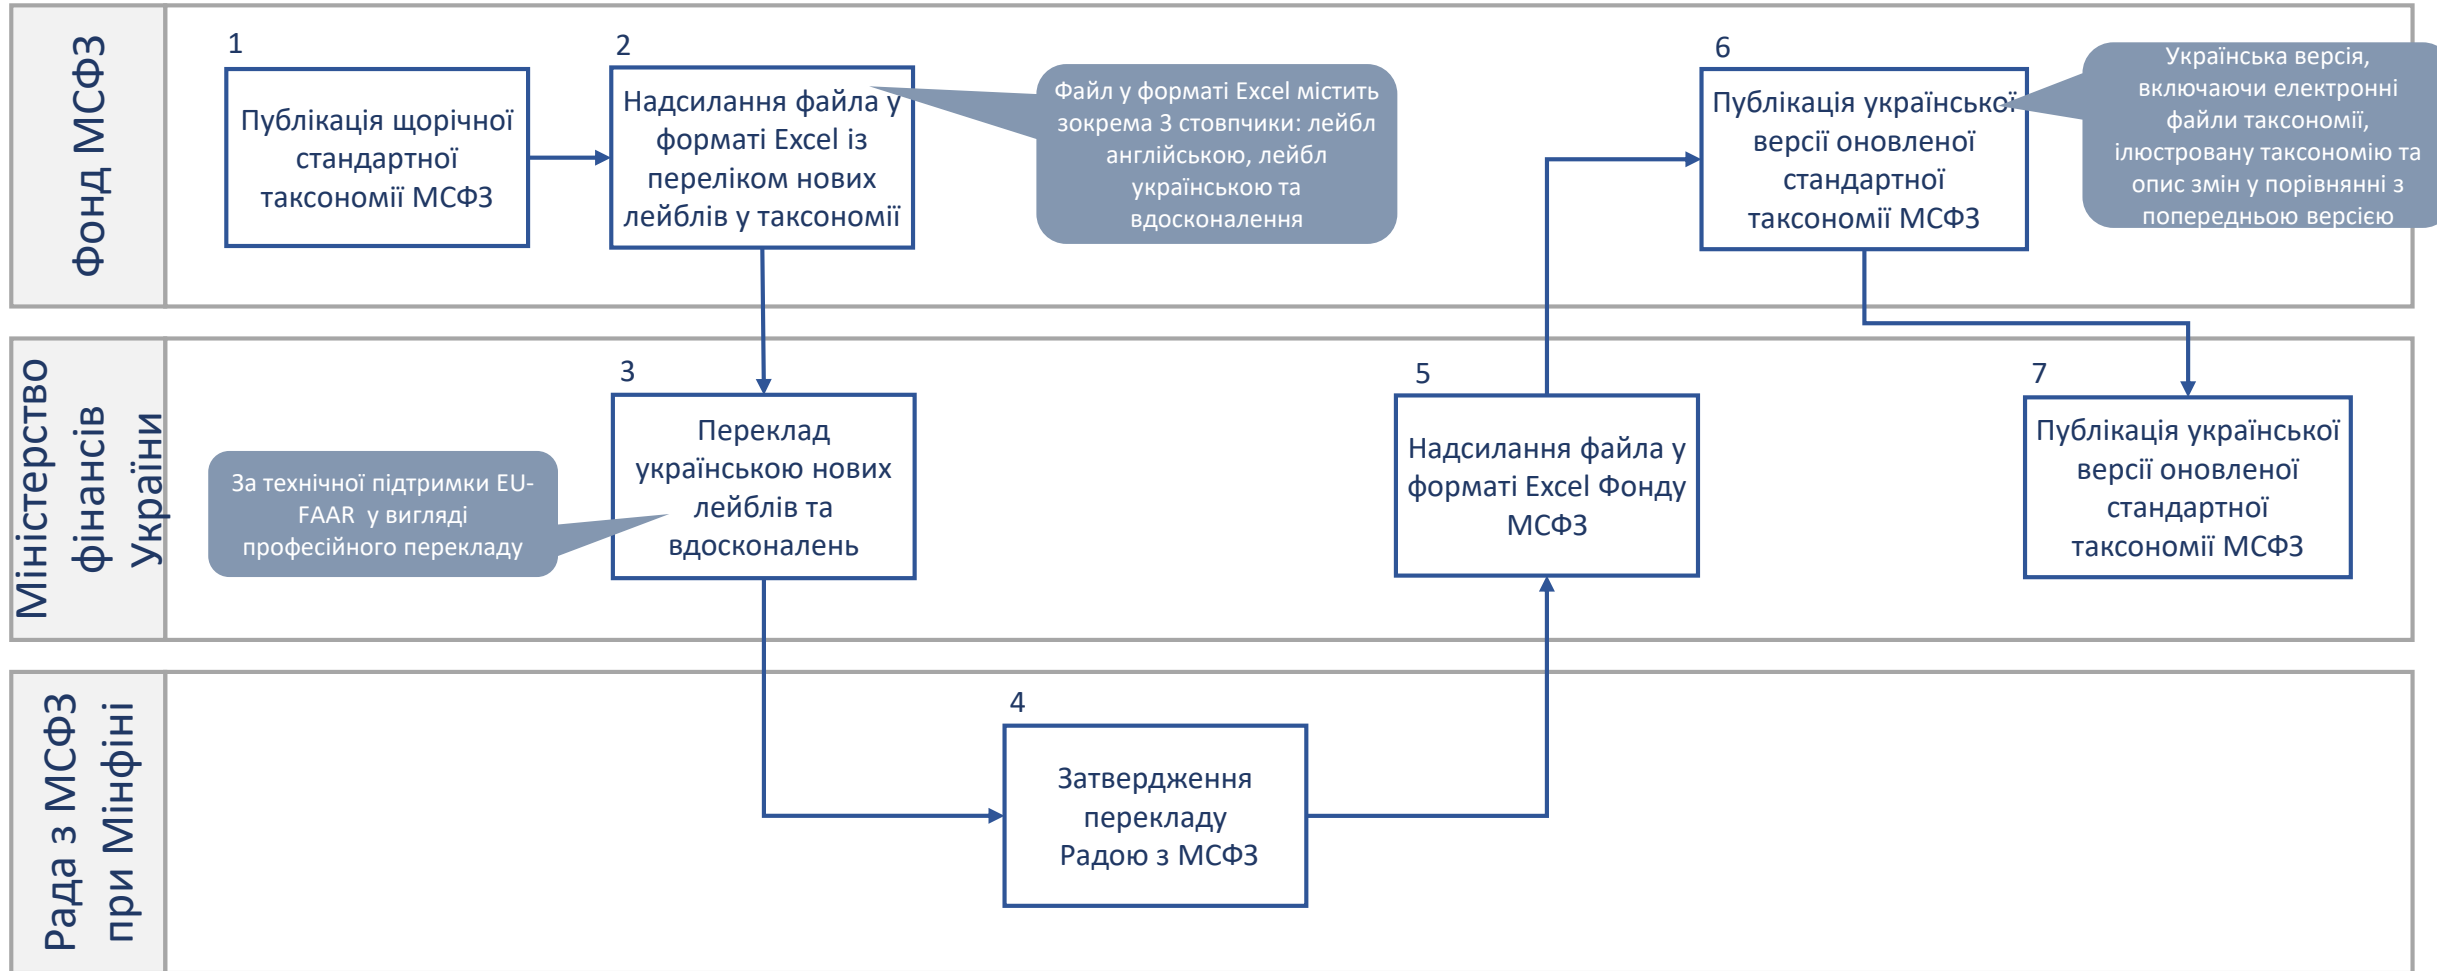 Фонд МСФЗ
1
Публікація щорічної
стандартної
таксономії МСФЗ
2
Надсилання файла у
форматі Excel із
переліком нових
лейблів у таксономії
Файл у форматі Excel містить
зокрема 3 стовпчики: лейбл
англійською, лейбл
українською та
вдосконалення
6
Публікація української
версії оновленої
стандартної
таксономії МСФЗ
Українська версія,
включаючи електронні
файли таксономії,
ілюстровану таксономію та
опис змін у порівнянні з
попередньою версією
Міністерство
фінансів
України
За технічної підтримки EU-
FAAR у вигляді
професійного перекладу
3
Переклад
українською нових
лейблів та
вдосконалень
5
Надсилання файла у
форматі Excel Фонду
МСФЗ
7
Публікація української
версії оновленої
стандартної
таксономії МСФЗ
Рада з МСФЗ
при Мінфіні
4
Затвердження
перекладу
Радою з МСФЗ